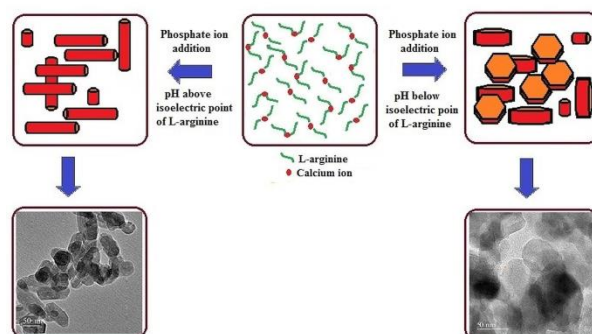 Phosphate ion
addition
pH above
isoelectric point
of L-arginine
Phosphate ion
addition
pH below
isoelectric poin
of L-arginine
L-arginine
Calcium ion
50 nm
50 nm